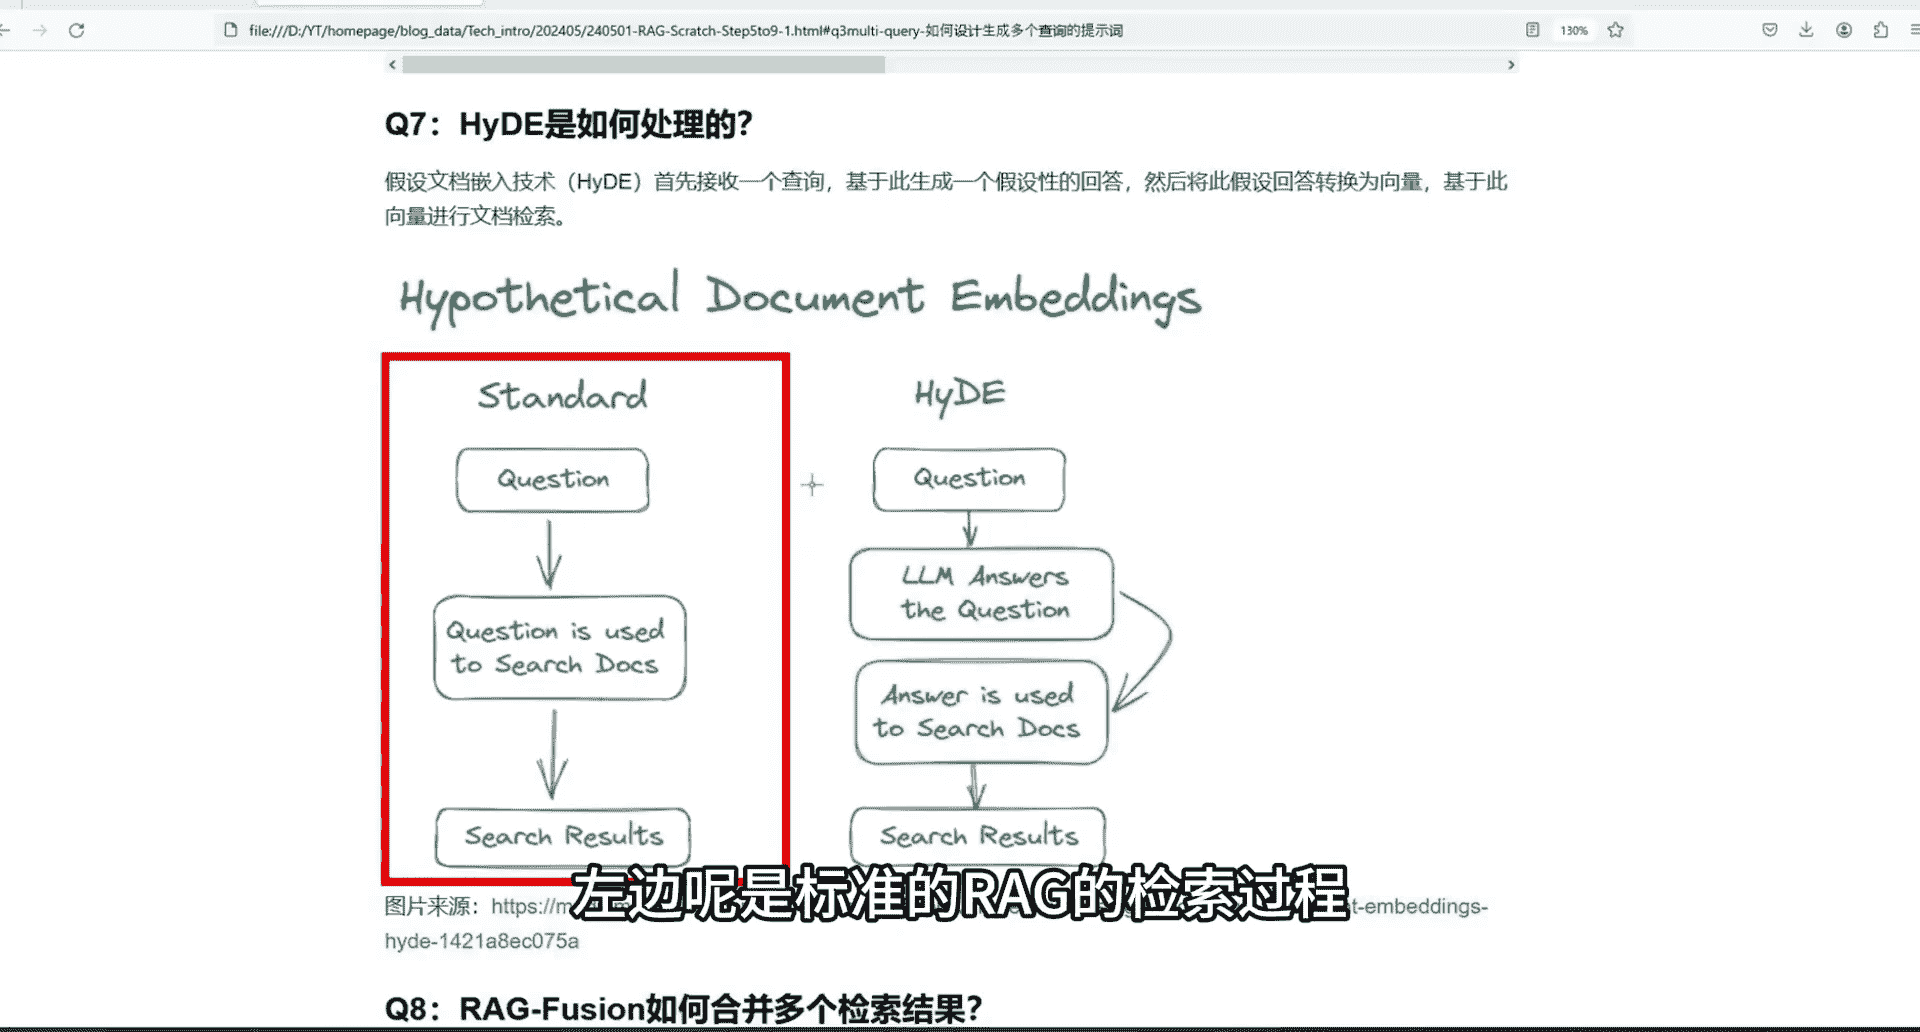 file:///D:/YT/homepage/blog_data/Tech_intro/202405/240501-RAG-Scratch-Step5to9-1.html#q3multi-query-如何设计生成多个查询的提示词
130%
Q7：HyDE是如何处理的？
假设文档嵌入技术（HyDE）首先接收一个查询，基于此生成一个假设性的回答，然后将此假设回答转换为向量，基于此
向量进行文档检索。
Hypothetical Document Embeddings
Standard
Question
Question is used
to Search Docs
Search Results
HyDE
Question
LLM Answers
the Question
Answer is used
to Search Docs
Search Results
左边呢是标准的RAG的检索过程
图片来源：https://m
t-embeddings-
hyde-1421a8ec075a
Q8：RAG-Fusion如何合并多个检索结果？